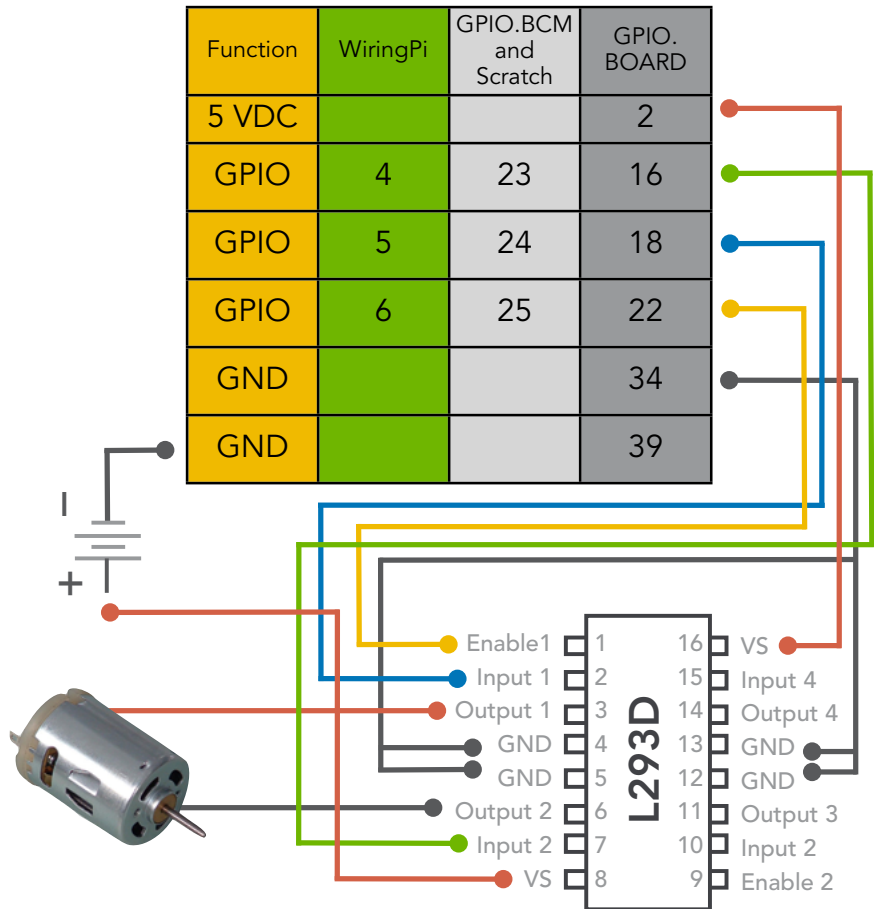 Function WiringPi GPIO.BCM and Scratch GPIO. BOARD
5 VDC 2
GPIO 4 23 16
GPIO 5 24 18
GPIO 6 25 22
GND 34
GND 39
–
+
Enable1 1 16 VS
Input 1 2 15 Input 4
Output 1 3 14 Output 4
GND 4 13 GND
GND 5 12 GND
Output 2 6 11 Output 3
Input 2 7 10 Input 2
VS 8 9 Enable 2
L293D